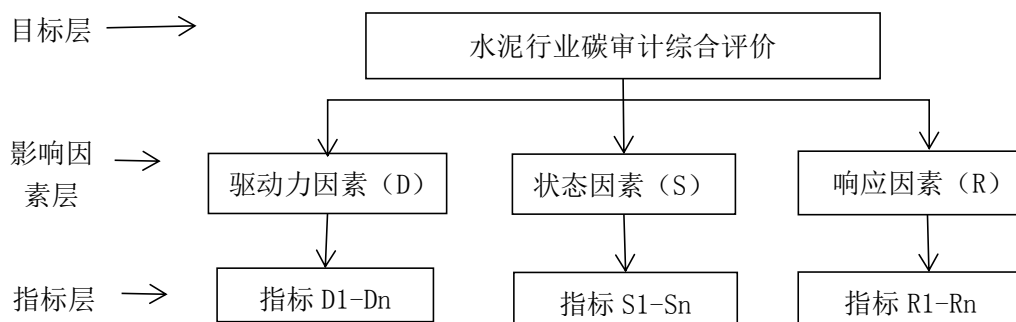 目标层
水泥行业碳审计综合评价
影响因
素层
驱动力因素（D）
状态因素（S）
响应因素（R）
指标层
指标 D1-Dn
指标 S1-Sn
指标 R1-Rn